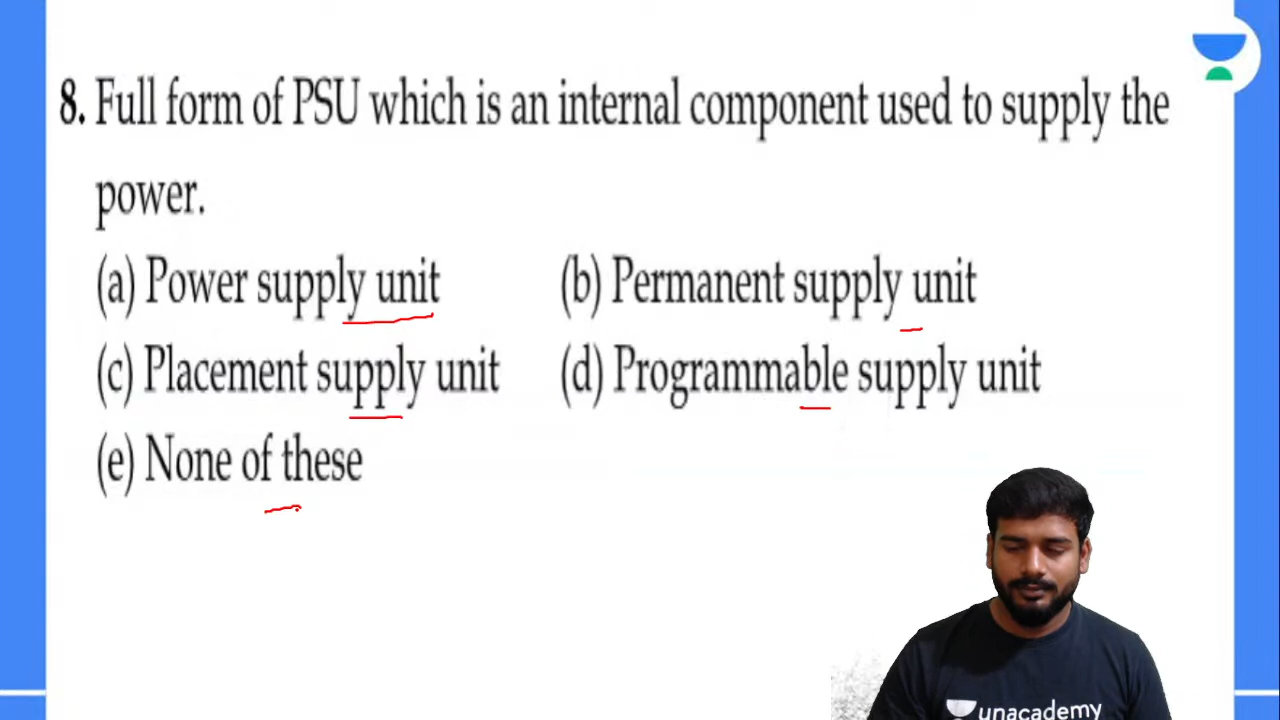 8. Full form of PSU which is an internal component used to supply the
power.
(a) Power supply unit (b) Permanent supply unit
(c) Placement supply unit (d) Programmable supply unit
(e) None of these
unacademy